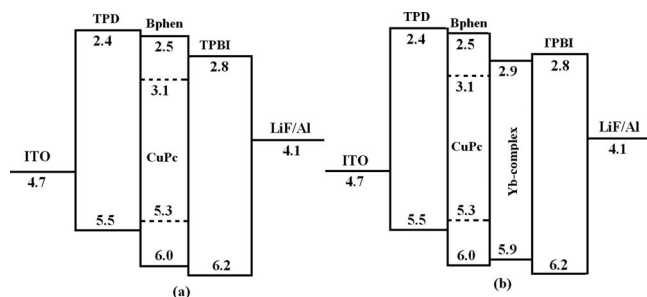 TPD
Bphen
TPBI
2.4
2.5
2.8
3.1
LiF/Al
4.1
ITO
4.7
CuPc
5.3
5.5
6.0
6.2
(a)
TPD
Bphen
TPBI
2.4
2.5
2.9
2.8
3.1
LiF/Al
4.1
ITO
4.7
CuPc
Yb-complex
5.3
5.5
5.9
6.0
6.2
(b)